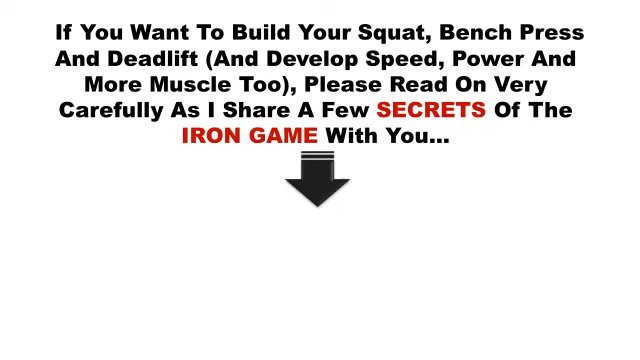 If You Want To Build Your Squat, Bench Press
And Deadlift (And Develop Speed, Power And
More Muscle Too), Please Read On Very
Carefully As I Share A Few SECRETS Of The
IRON GAME With You...